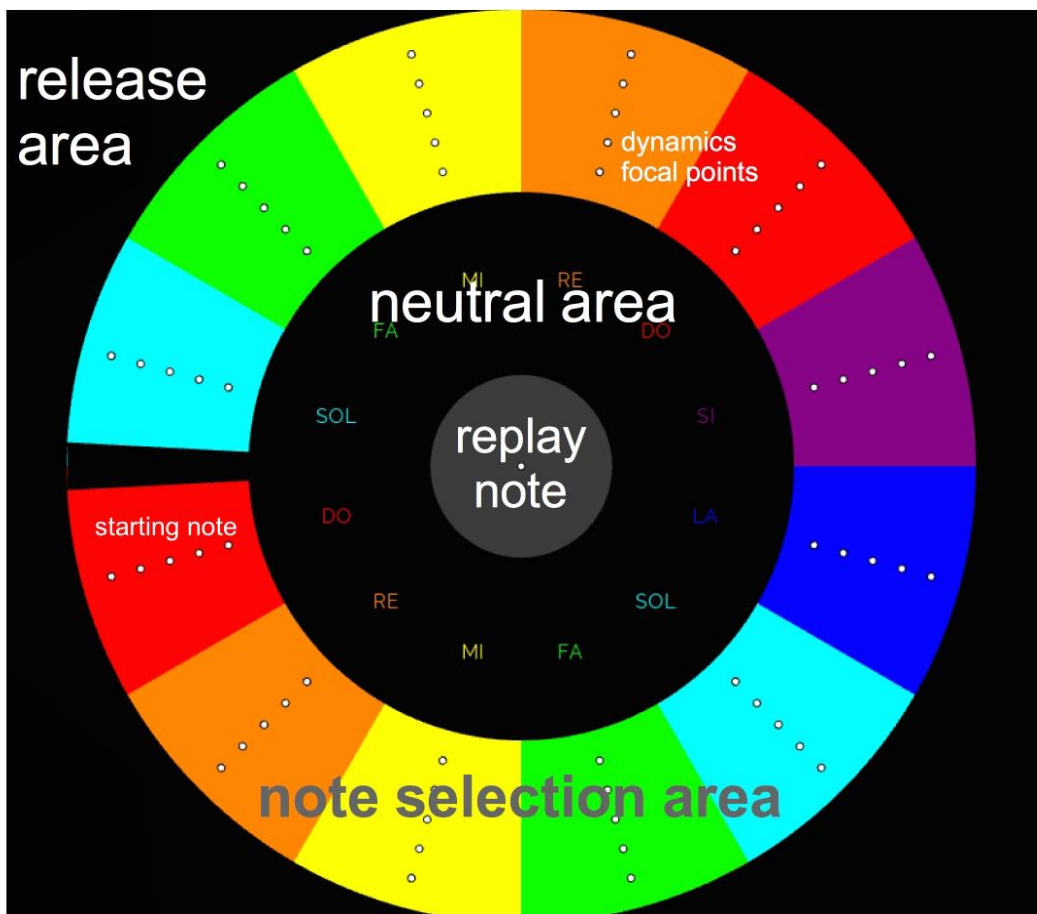 release
area
dynamics
focal points
MI
RE
neutral area
FA
DO
SOL
SI
replay
note
DO
LA
starting note
RE
SOL
MI
FA
note selection area